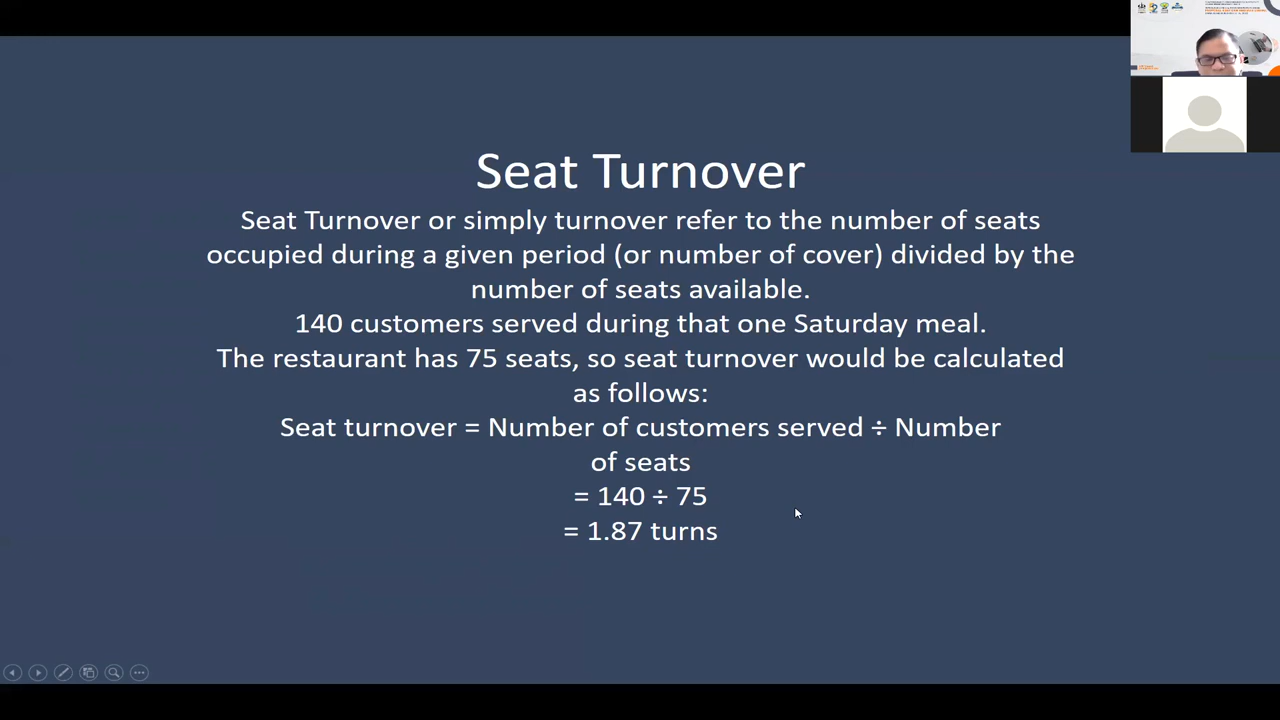 Seat Turnover
Seat Turnover or simply turnover refer to the number of seats
occupied during a given period (or number of cover) divided by the
number of seats available.
140 customers served during that one Saturday meal.
The restaurant has 75 seats, so seat turnover would be calculated
as follows:
Seat turnover = Number of customers served ÷ Number
of seats
= 140 ÷ 75
= 1.87 turns